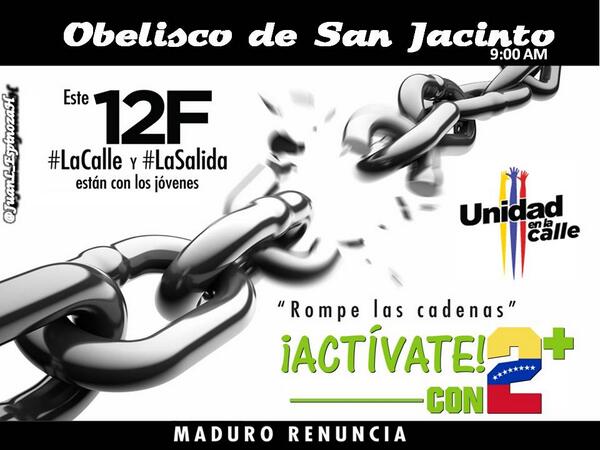 Obelisco de San Jacinto
9:00 AM
@JuanL_EspinozaH
Este 12F
#LaCalle Y #LaSalida
están con los jóvenes
Unidad
en la
calle
“Rompe las cadenas”
¡ACTÍVATE!
CON 2+
MADURO RENUNCIA